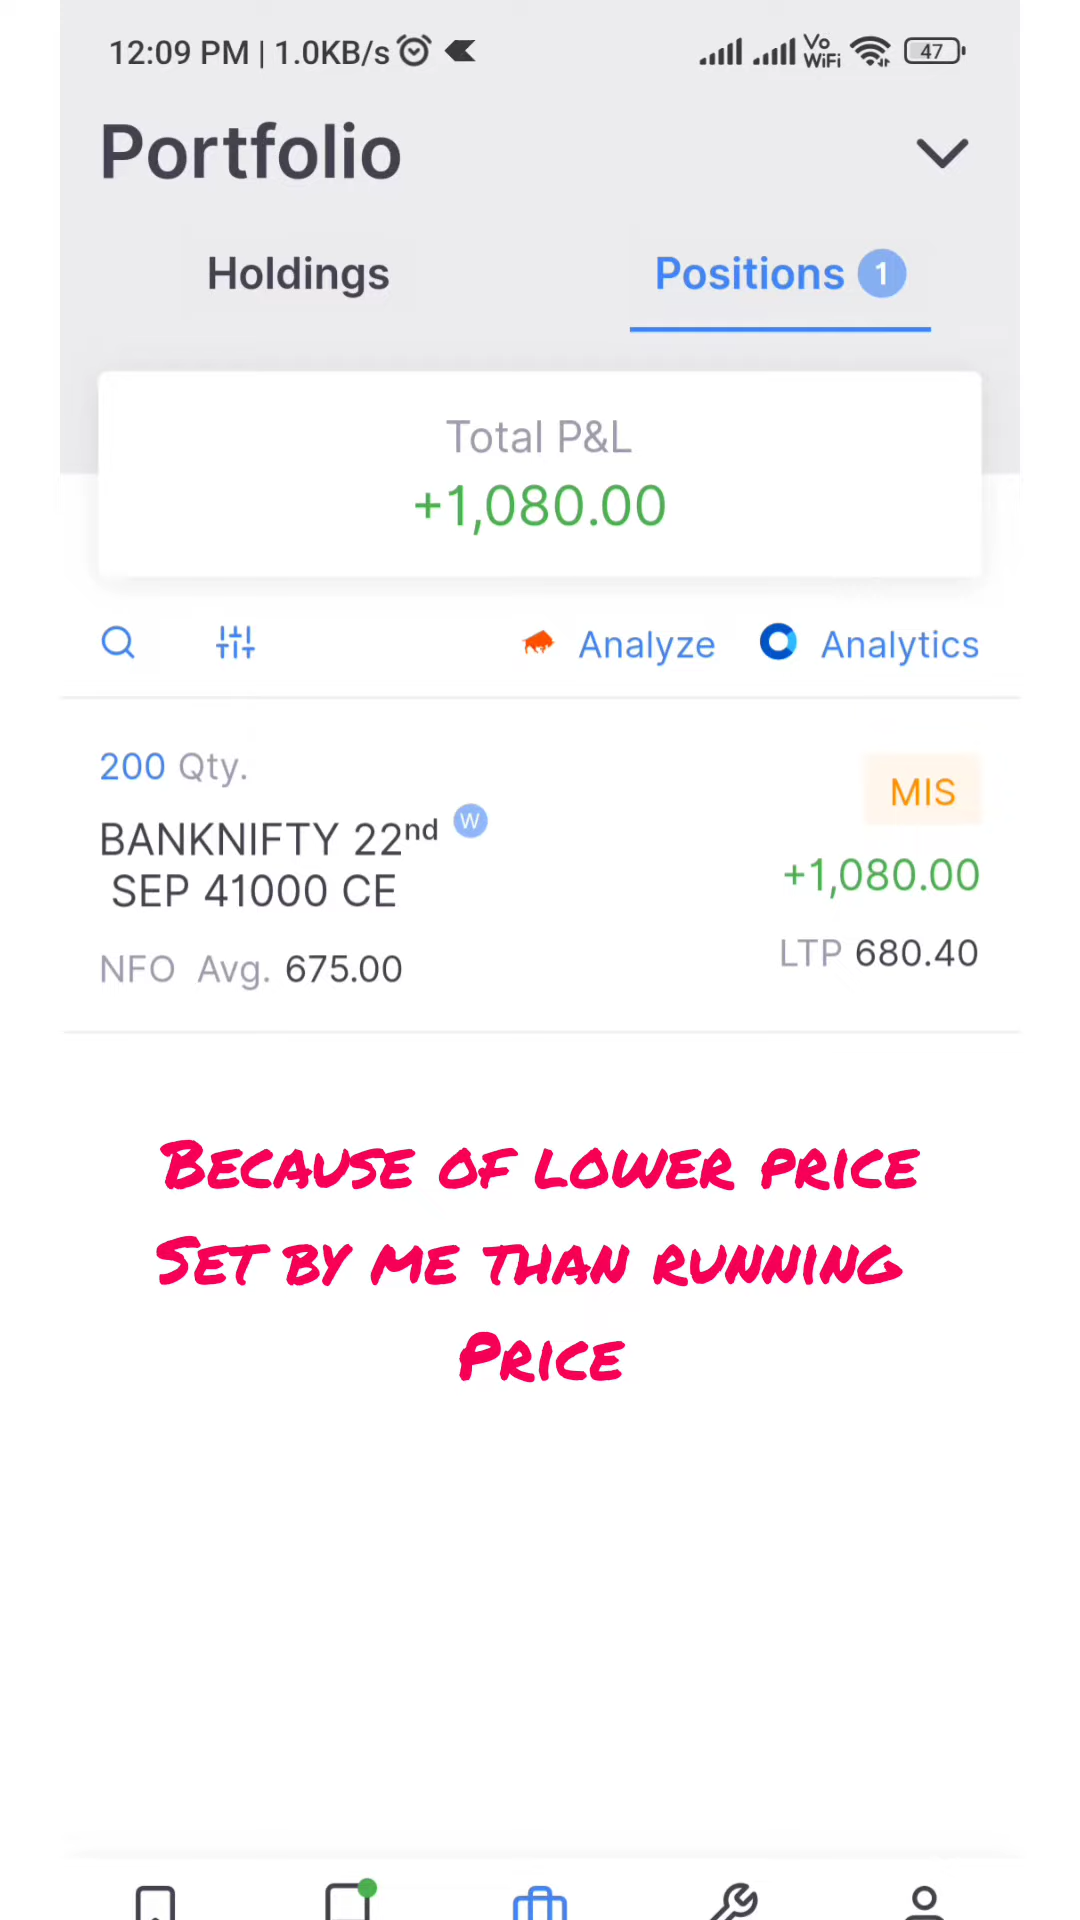 12:09 PM | 1.0KB/s Vo WiFi 47
Portfolio
Holdings Positions 1
Total P&L
+1,080.00
Analyze Analytics
200 Qty. MIS
BANKNIFTY 22nd W
SEP 41000 CE
+1,080.00
NFO Avg. 675.00 LTP 680.40
BECAUSE OF LOWER PRICE
SET BY ME THAN RUNNING
PRICE